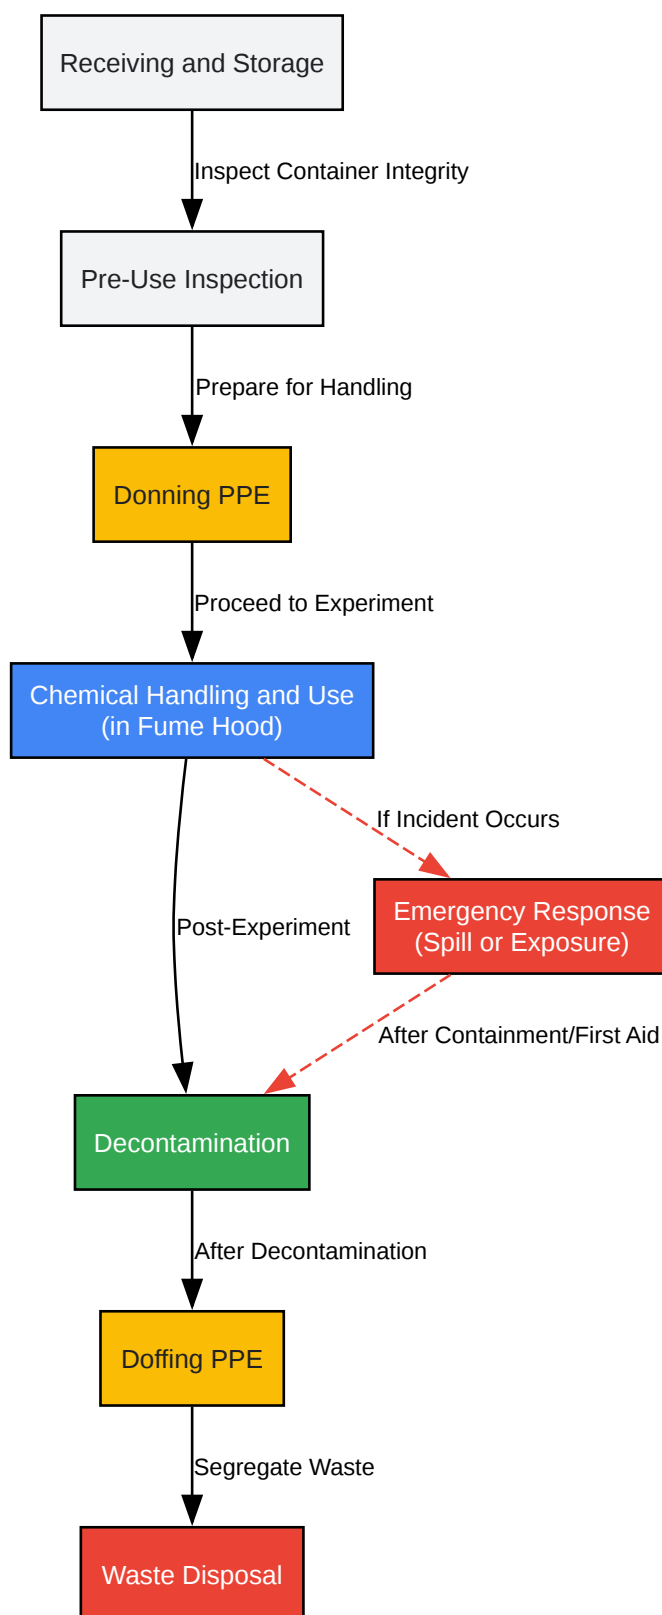 Receiving and Storage
Inspect Container Integrity
Pre-Use Inspection
Prepare for Handling
Donning PPE
Proceed to Experiment
Chemical Handling and Use
(in Fume Hood)
If Incident Occurs
Emergency Response
(Spill or Exposure)
Post-Experiment
After Containment/First Aid
Decontamination
After Decontamination
Doffing PPE
Segregate Waste
Waste Disposal